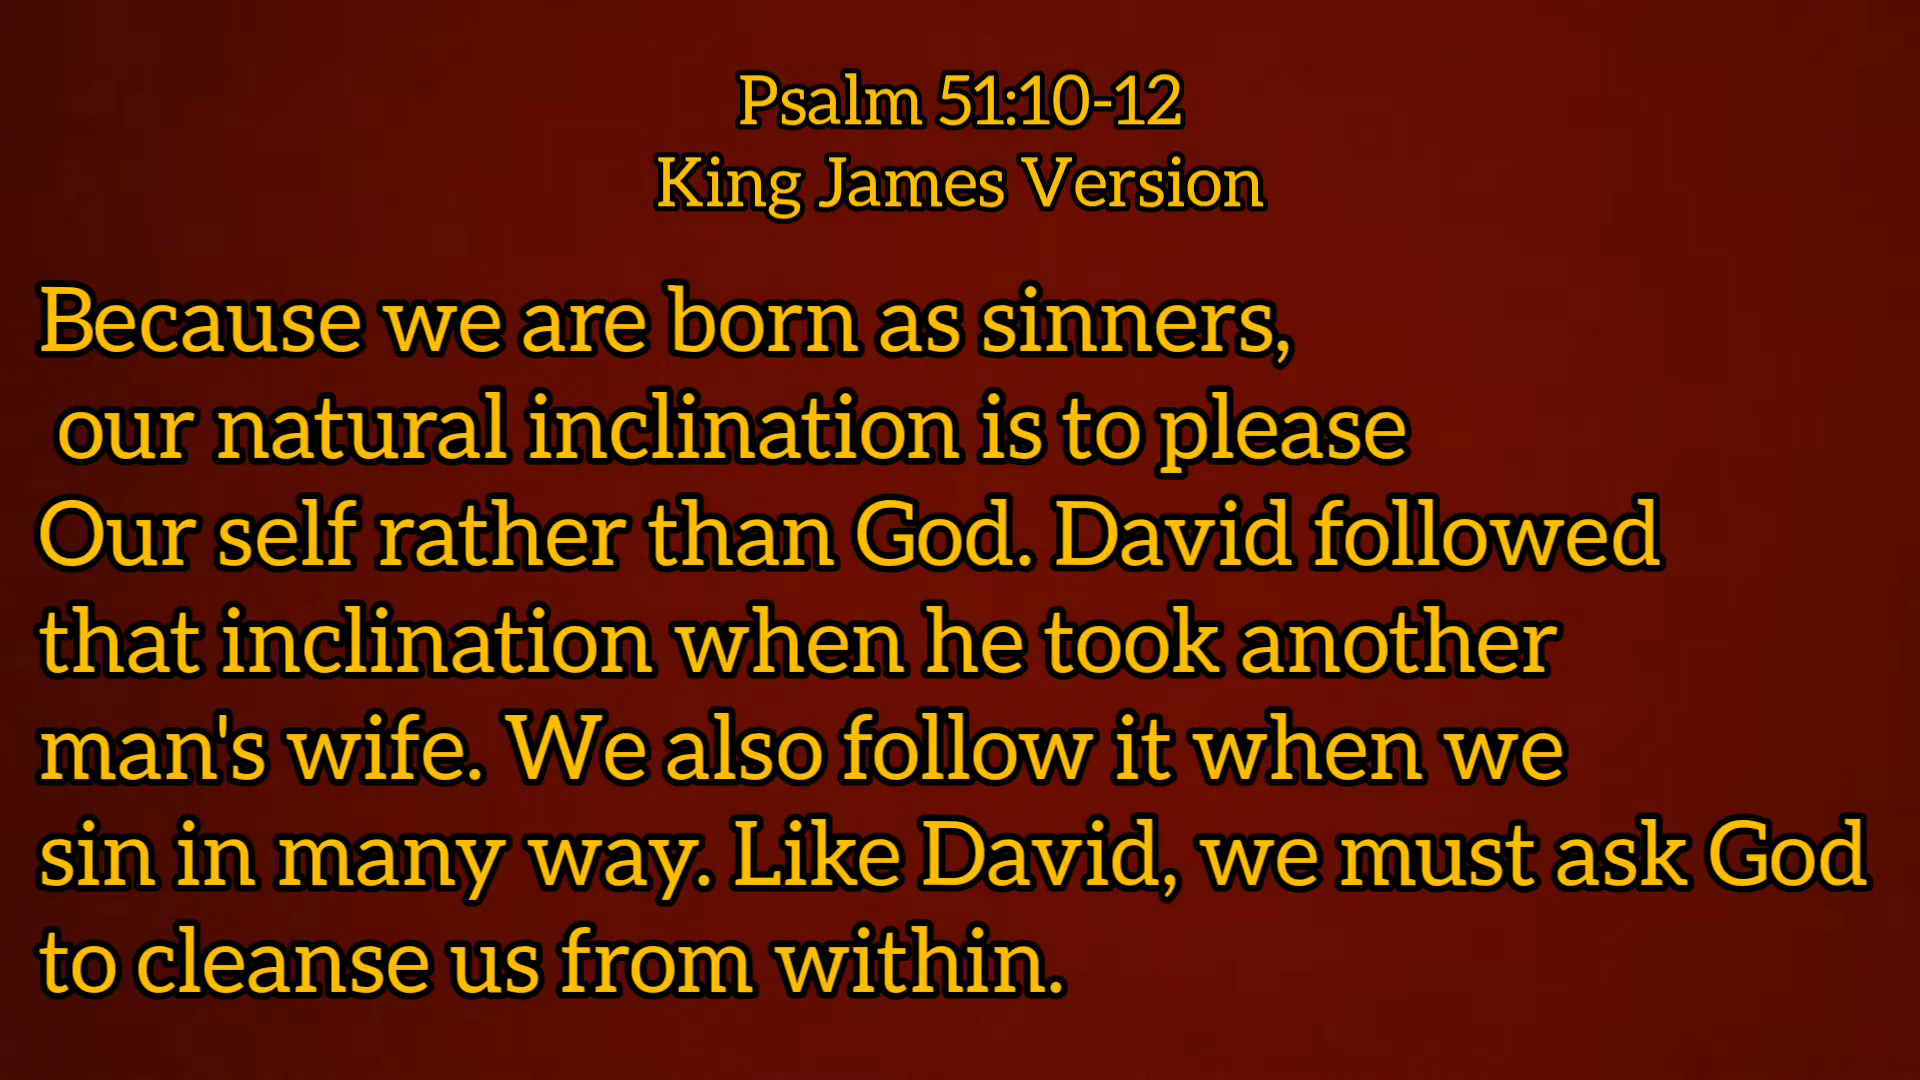 Psalm 51:10-12
King James Version
Because we are born as sinners,
our natural inclination is to please
Our self rather than God. David followed
that inclination when he took another
man's wife. We also follow it when we
sin in many way. Like David, we must ask God
to cleanse us from within.